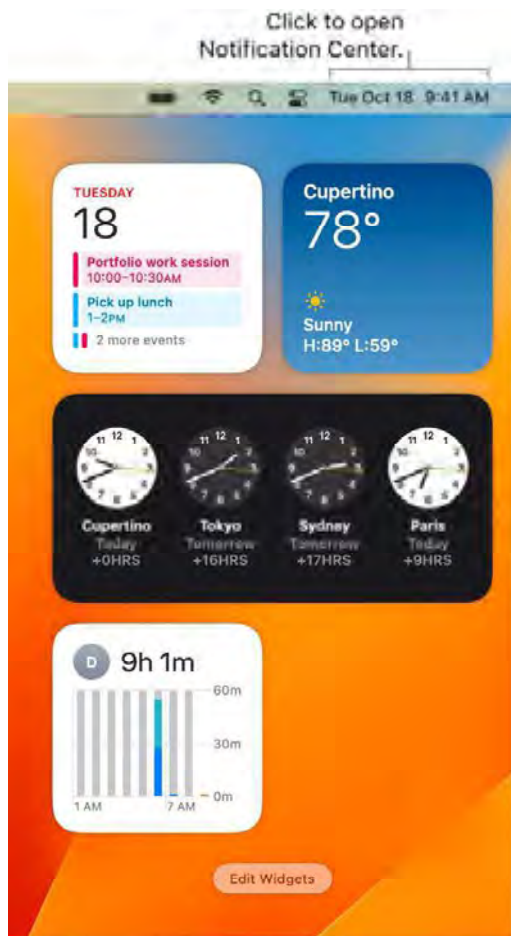 Click to open
Notification Center.
Tue Oct 18 9:41 AM
TUESDAY
18
Portfolio work session
10:00–10:30AM
Pick up lunch
1–2PM
2 more events
Cupertino
78°
Sunny
H:89° L:59°
Cupertino
Today
+0HRS
Tokyo
Tomorrow
+16HRS
Sydney
Tomorrow
+17HRS
Paris
Today
+9HRS
D
9h 1m
60m
30m
0m
1 AM
7 AM
Edit Widgets